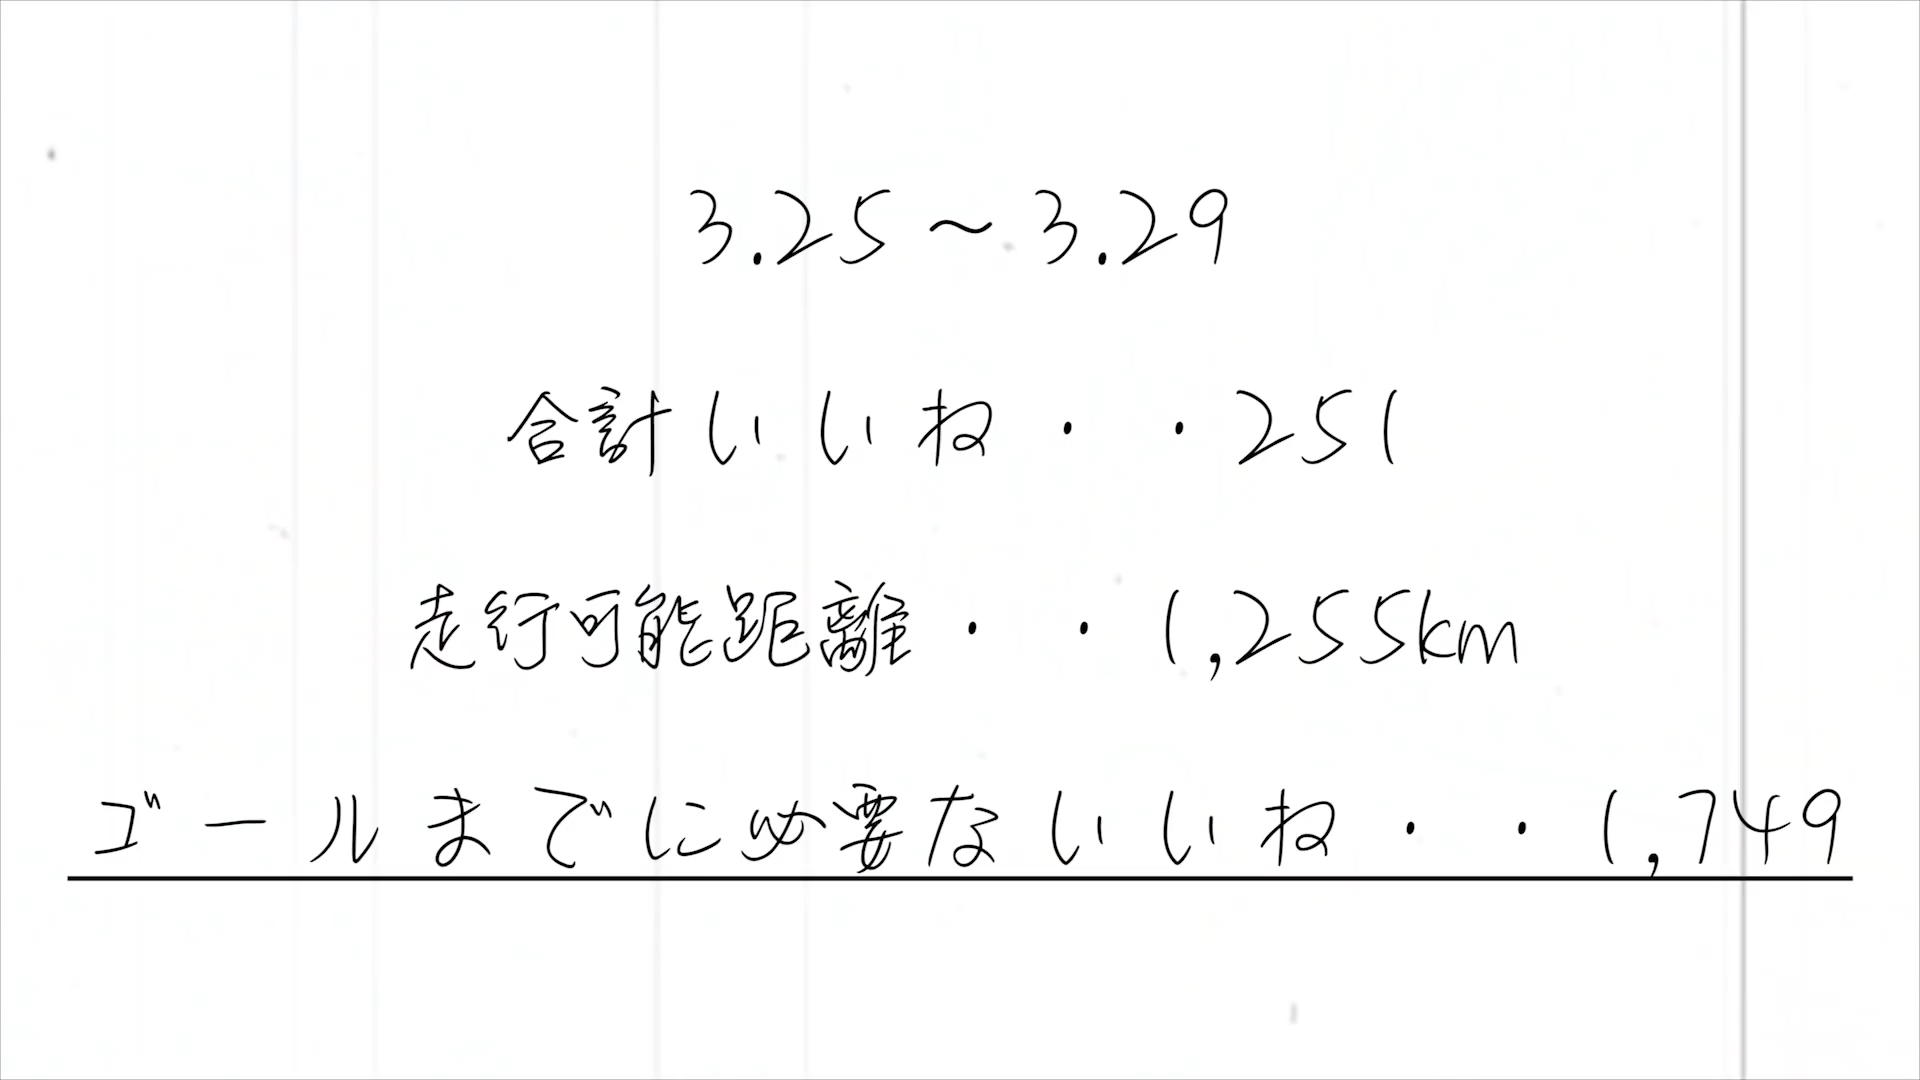 3.25～3.29
合計いいね・・251
走行可能距離・・1,255km
ゴールまでに必要ないいね・・1,749